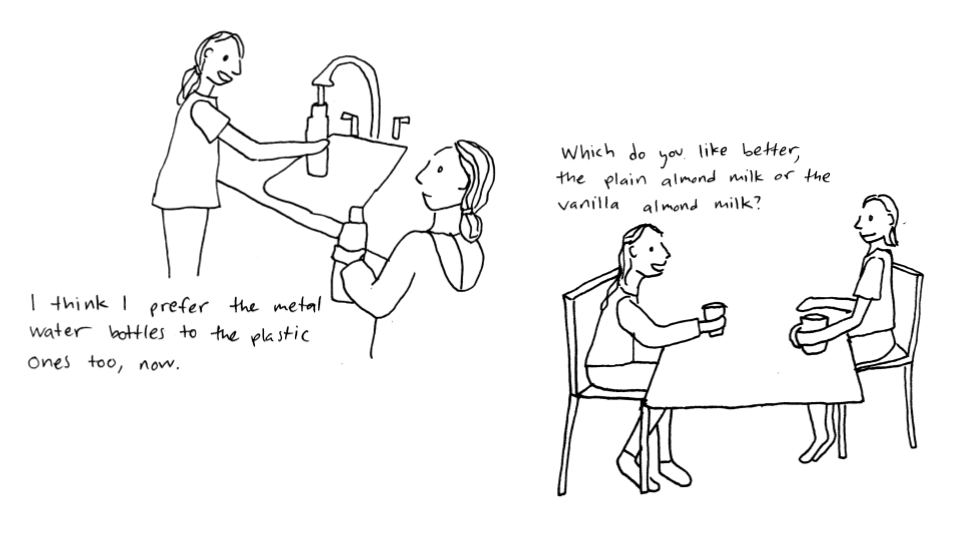 I think I prefer the metal
water bottles to the plastic
ones too, now.
Which do you like better,
the plain almond milk or the
vanilla almond milk?